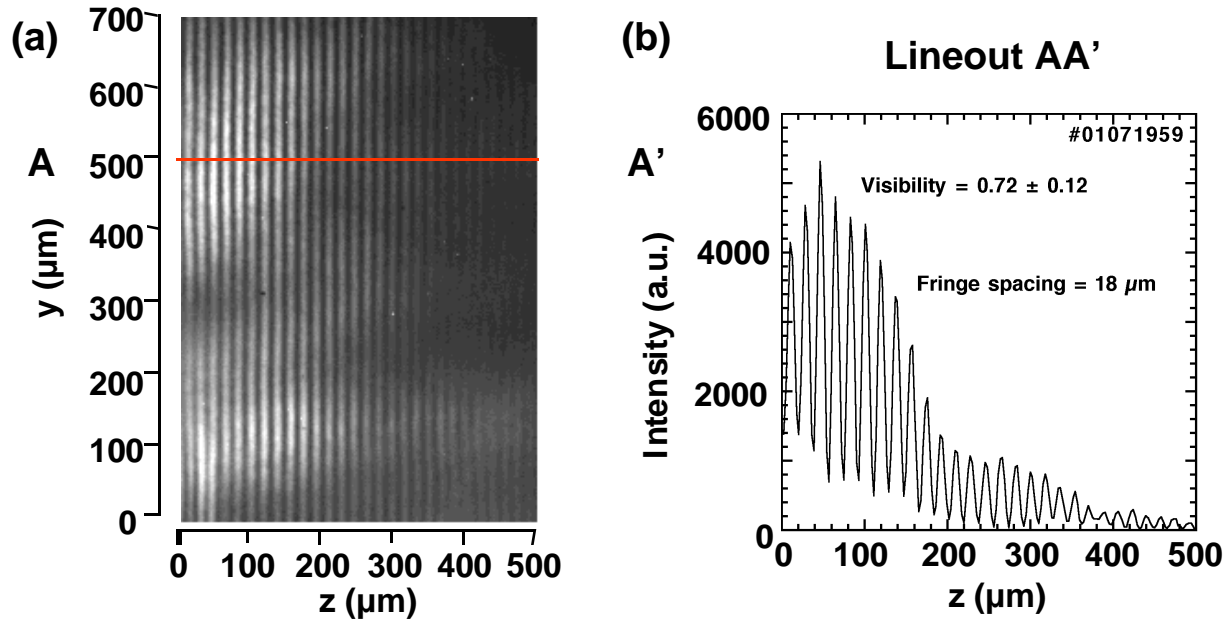 (a)
700
600
A
500
400
y (µm)
300
200
100
0
0 100 200 300 400 500
z (µm)
(b)
Lineout AA’
6000
#01071959
A’
Visibility = 0.72 ± 0.12
4000
Intensity (a.u.)
Fringe spacing = 18 µm
2000
0
0 100 200 300 400 500
z (µm)